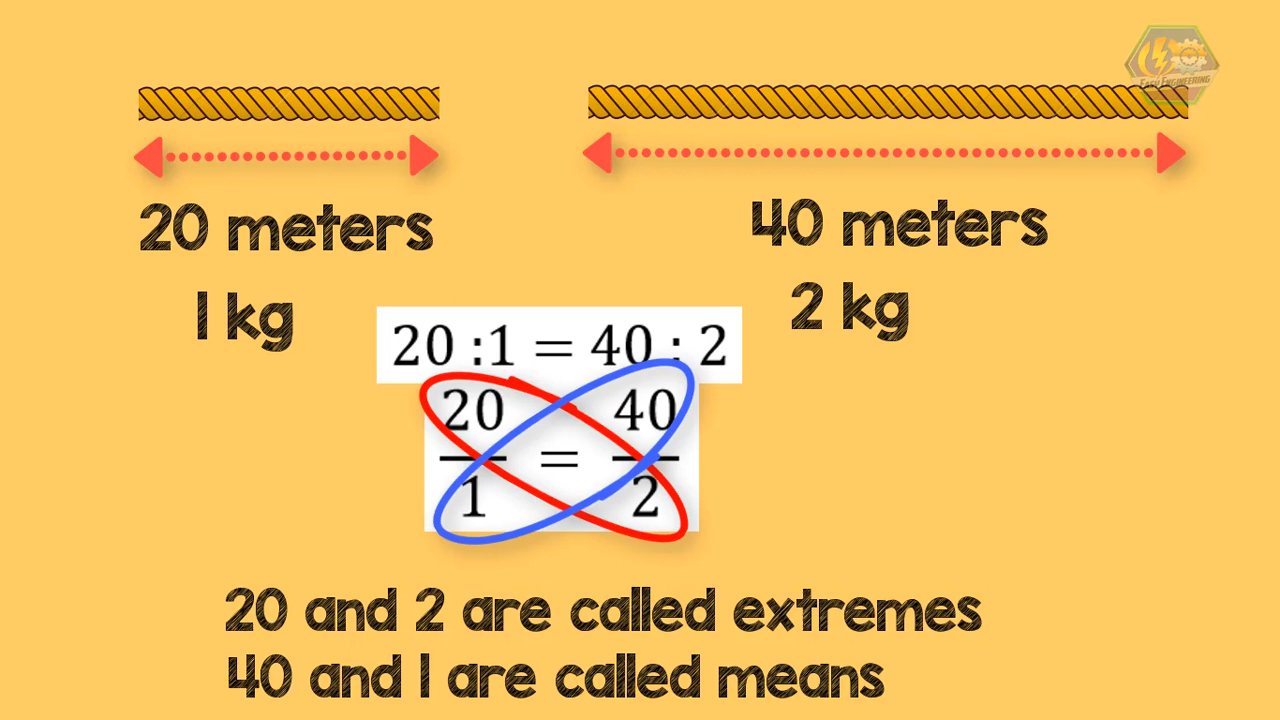 EASY ENGINEERING
20 meters
40 meters
1 kg
2 kg
20 :1 = 40 : 2
20/1 = 40/2
20 and 2 are called extremes
40 and 1 are called means